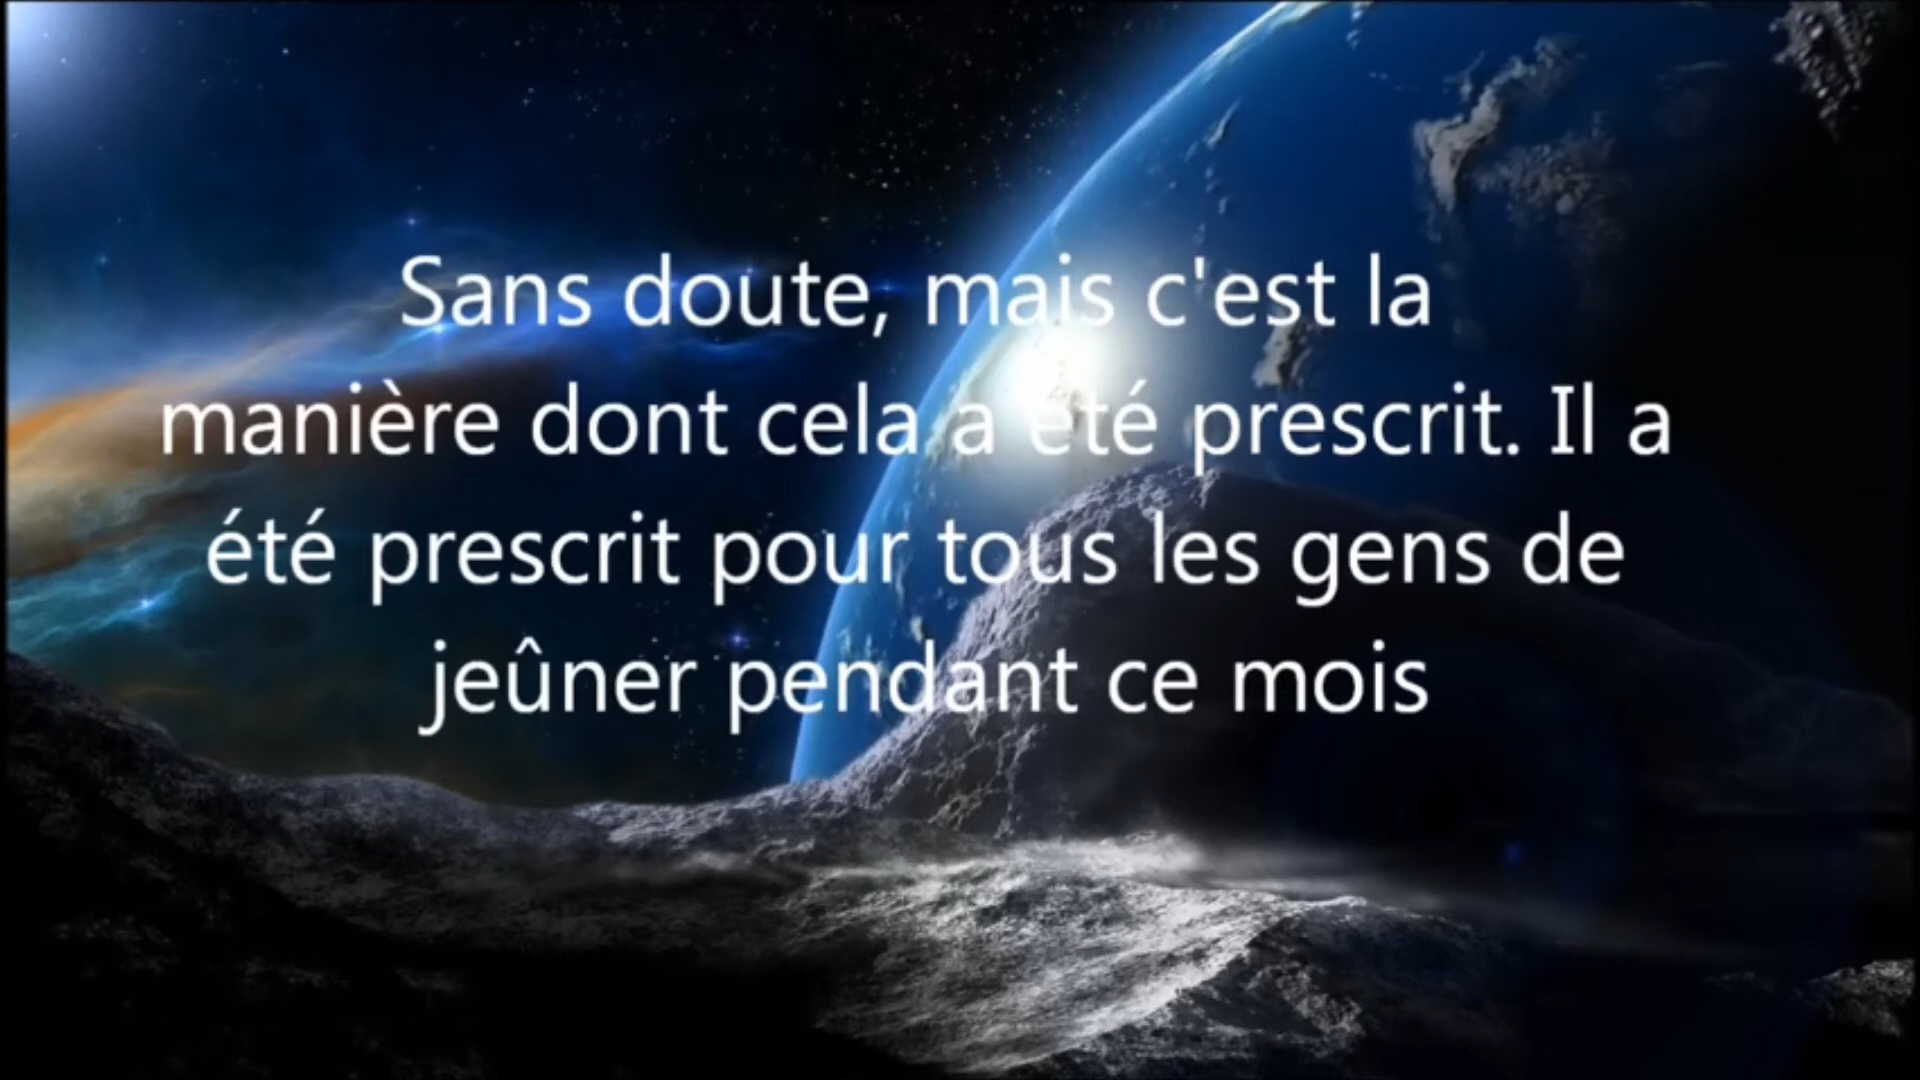 Sans doute, mais c'est la
manière dont cela a été prescrit. Il a
été prescrit pour tous les gens de
jeûner pendant ce mois